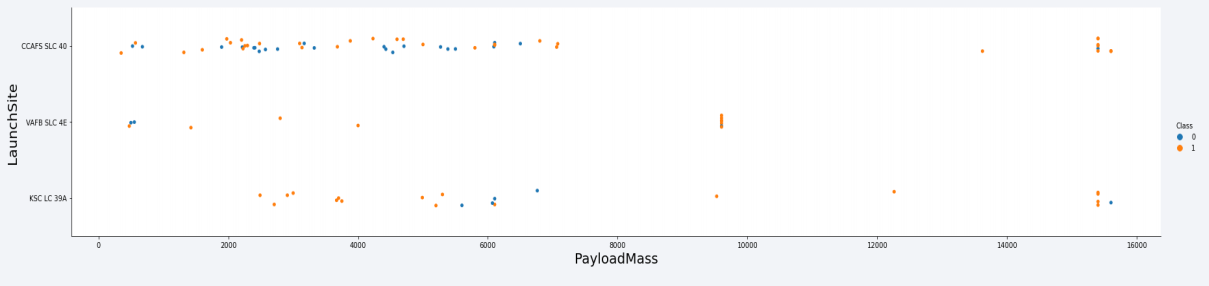 LaunchSite
CCAFS SLC 40
VAFB SLC 4E
KSC LC 39A
0 2000 4000 6000 8000 10000 12000 14000 16000
PayloadMass
Class
0
1